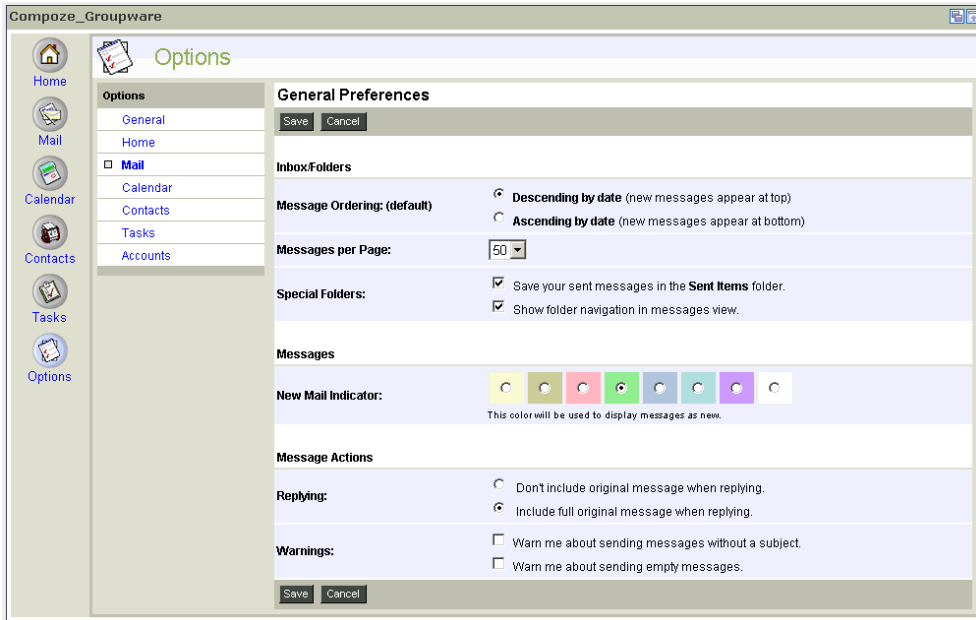 Compoze_Groupware
Home
Mail
Calendar
Contacts
Tasks
Options
Options
Options
General
Home
Mail
Calendar
Contacts
Tasks
Accounts
General Preferences
Save Cancel
Inbox/Folders
Message Ordering: (default)
Descending by date (new messages appear at top)
Ascending by date (new messages appear at bottom)
Messages per Page: 50
Special Folders:
Save your sent messages in the Sent Items folder.
Show folder navigation in messages view.
Messages
New Mail Indicator:
This color will be used to display messages as new.
Message Actions
Replying:
Don't include original message when replying.
Include full original message when replying.
Warnings:
Warn me about sending messages without a subject.
Warn me about sending empty messages.
Save Cancel